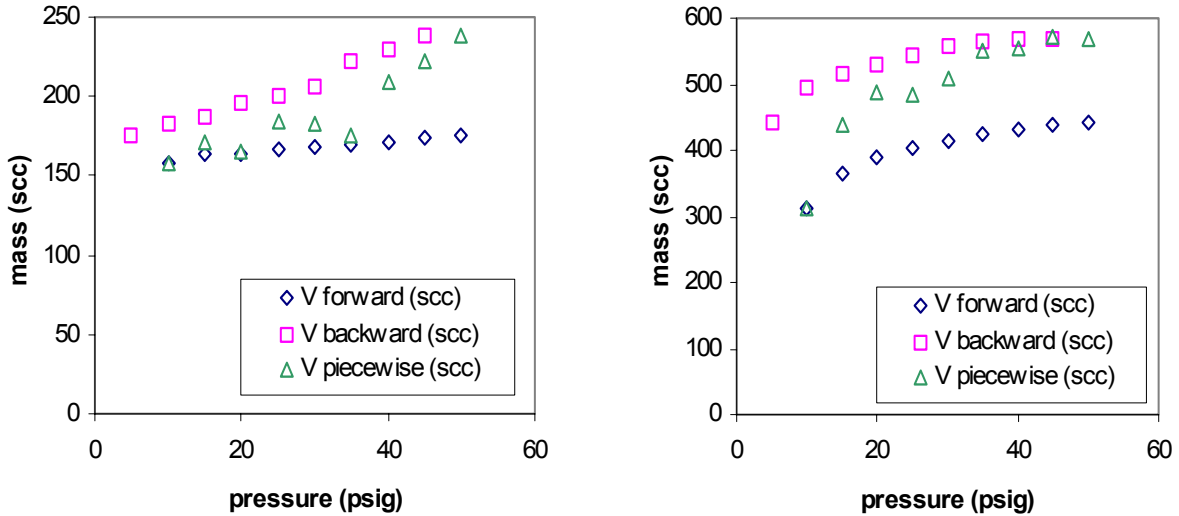 250
200
150
100
50
0
mass (scc)
V forward (scc)
V backward (scc)
V piecewise (scc)
0 20 40 60
pressure (psig)
600
500
400
300
200
100
0
mass (scc)
V forward (scc)
V backward (scc)
V piecewise (scc)
0 20 40 60
pressure (psig)